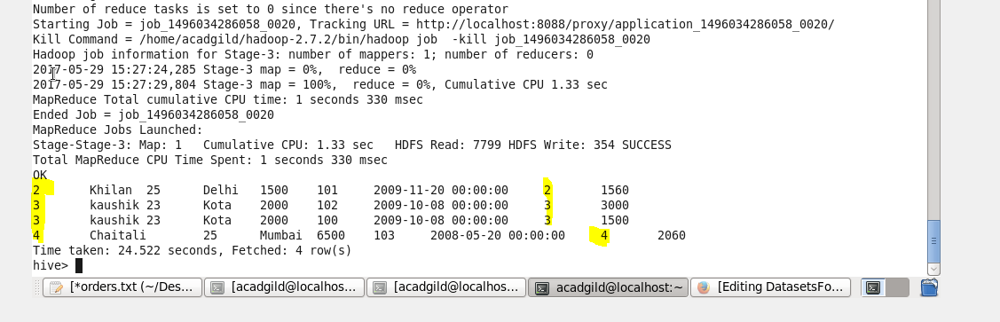 Number of reduce tasks is set to 0 since there's no reduce operator
Starting Job = job_1496034286058_0020, Tracking URL = http://localhost:8088/proxy/application_1496034286058_0020/
Kill Command = /home/acadgild/hadoop-2.7.2/bin/hadoop job  -kill job_1496034286058_0020
Hadoop job information for Stage-3: number of mappers: 1; number of reducers: 0
2017-05-29 15:27:24,285 Stage-3 map = 0%,  reduce = 0%
2017-05-29 15:27:29,804 Stage-3 map = 100%,  reduce = 0%, Cumulative CPU 1.33 sec
MapReduce Total cumulative CPU time: 1 seconds 330 msec
Ended Job = job_1496034286058_0020
MapReduce Jobs Launched:
Stage-Stage-3: Map: 1   Cumulative CPU: 1.33 sec   HDFS Read: 7799 HDFS Write: 354 SUCCESS
Total MapReduce CPU Time Spent: 1 seconds 330 msec
OK
2       Khilan  25      Delhi   1500    101     2009-11-20 00:00:00     2       1560
3       kaushik 23      Kota    2000    102     2009-10-08 00:00:00     3       3000
3       kaushik 23      Kota    2000    100     2009-10-08 00:00:00     3       1500
4       Chaitali        25      Mumbai  6500    103     2008-05-20 00:00:00     4       2060
Time taken: 24.522 seconds, Fetched: 4 row(s)
hive>
[*orders.txt (~/Des... [acadgild@localhos... [acadgild@localhos... acadgild@localhost:~ [Editing DatasetsFo...